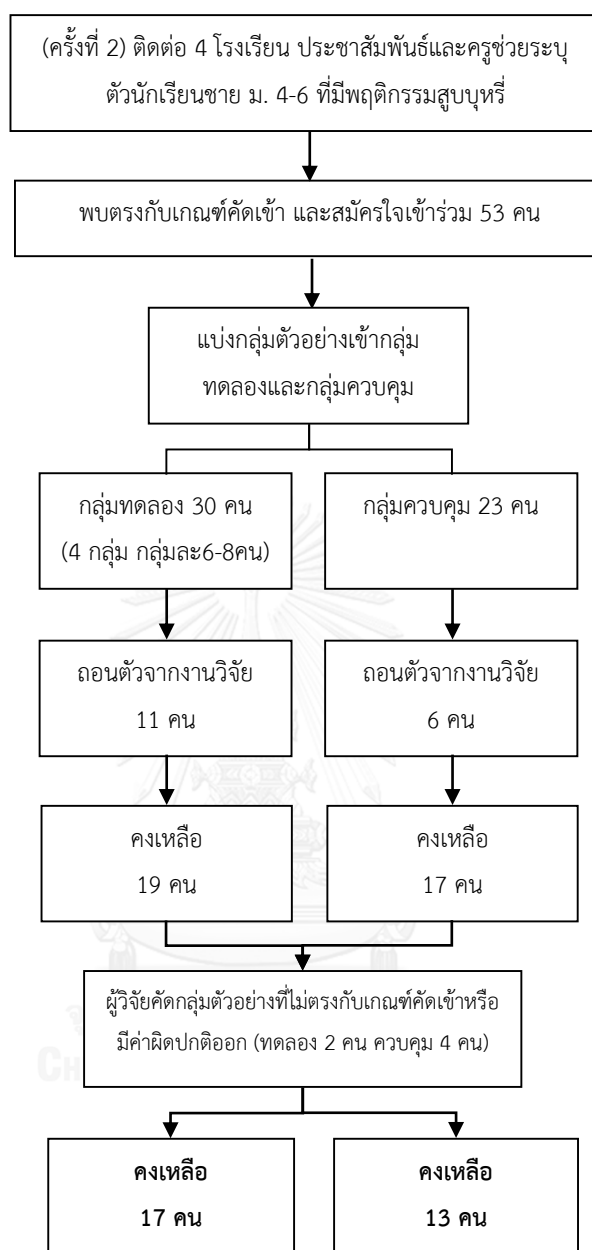 (ครั้งที่ 2) ติดต่อ 4 โรงเรียน ประชาสัมพันธ์และครูช่วยระบุ
ตัวนักเรียนชาย ม. 4-6 ที่มีพฤติกรรมสูบบุหรี่
พบตรงกับเกณฑ์คัดเข้า และสมัครใจเข้าร่วม 53 คน
แบ่งกลุ่มตัวอย่างเข้ากลุ่ม
ทดลองและกลุ่มควบคุม
กลุ่มทดลอง 30 คน
(4 กลุ่ม กลุ่มละ6-8คน)
กลุ่มควบคุม 23 คน
ถอนตัวจากงานวิจัย
11 คน
ถอนตัวจากงานวิจัย
6 คน
คงเหลือ
19 คน
คงเหลือ
17 คน
ผู้วิจัยคัดกลุ่มตัวอย่างที่ไม่ตรงกับเกณฑ์คัดเข้าหรือ
มีค่าผิดปกติออก (ทดลอง 2 คน ควบคุม 4 คน)
คงเหลือ
17 คน
คงเหลือ
13 คน